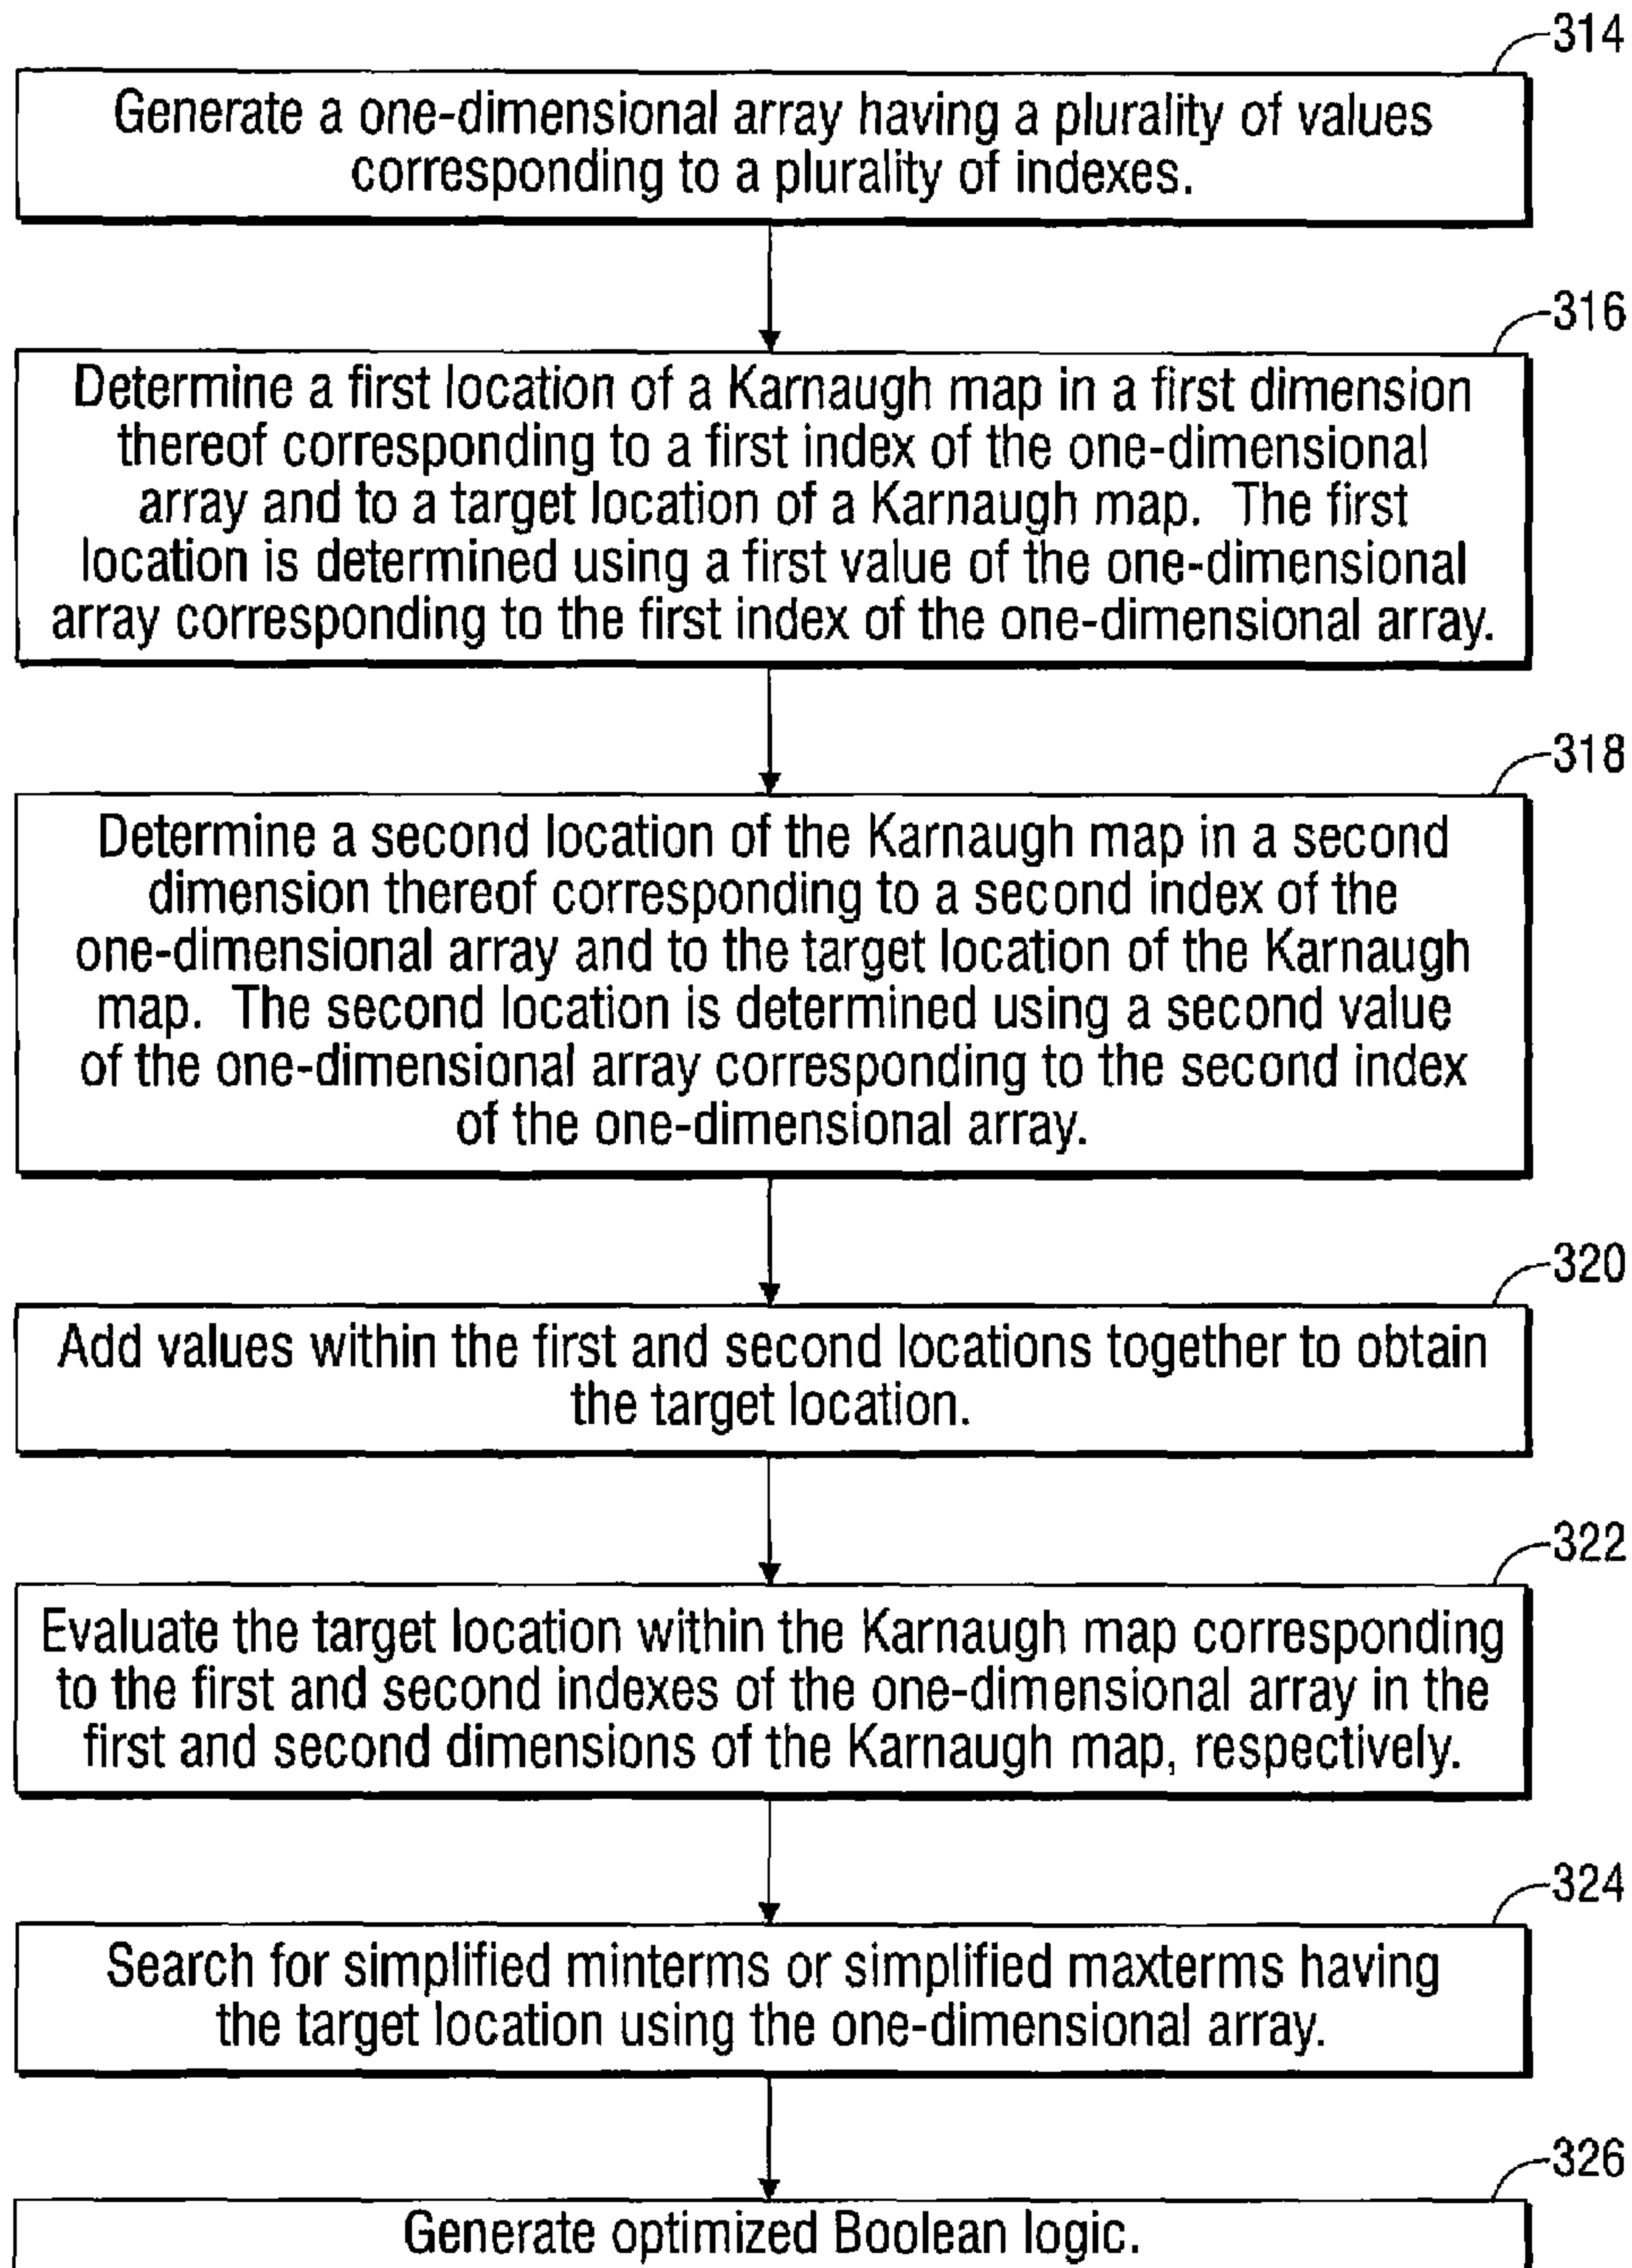 314
Generate a one-dimensional array having a plurality of values
corresponding to a plurality of indexes.
316
Determine a first location of a Karnaugh map in a first dimension
thereof corresponding to a first index of the one-dimensional
array and to a target location of a Karnaugh map. The first
location is determined using a first value of the one-dimensional
array corresponding to the first index of the one-dimensional array.
318
Determine a second location of the Karnaugh map in a second
dimension thereof corresponding to a second index of the
one-dimensional array and to the target location of the Karnaugh
map. The second location is determined using a second value
of the one-dimensional array corresponding to the second index
of the one-dimensional array.
320
Add values within the first and second locations together to obtain
the target location.
322
Evaluate the target location within the Karnaugh map corresponding
to the first and second indexes of the one-dimensional array in the
first and second dimensions of the Karnaugh map, respectively.
324
Search for simplified minterms or simplified maxterms having
the target location using the one-dimensional array.
326
Generate optimized Boolean logic.